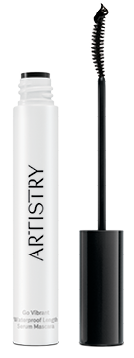 ARTISTRY
Go Vibrant
Waterproof Length
Serum Mascara